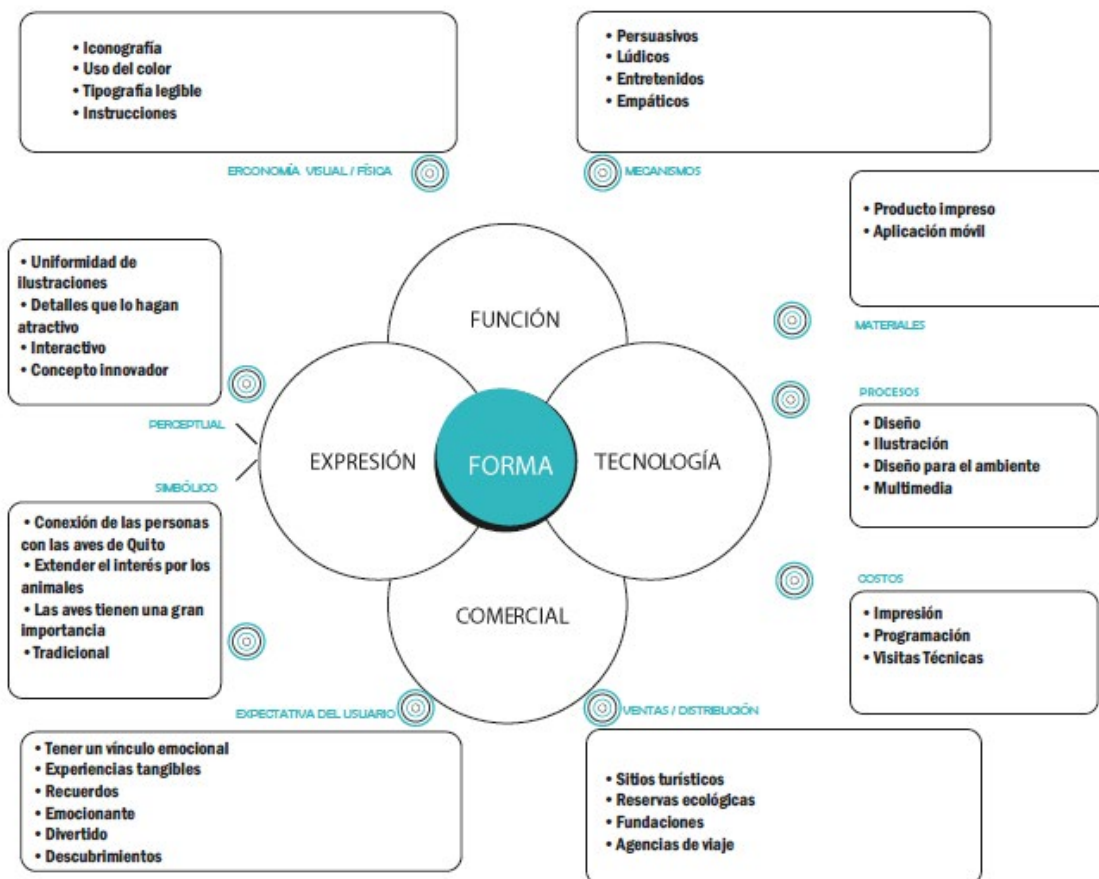 • Iconografía
• Uso del color
• Tipografía legible
• Instrucciones
ERGONOMÍA VISUAL / FÍSICA
• Persuasivos
• Lúdicos
• Entretenidos
• Empáticos
MECANISMOS
• Producto impreso
• Aplicación móvil
MATERIALES
• Uniformidad de
ilustraciones
• Detalles que lo hagan
atractivo
• Interactivo
• Concepto innovador
PERCEPTUAL
FUNCIÓN
EXPRESIÓN
FORMA
TECNOLOGÍA
COMERCIAL
PROCESOS
• Diseño
• Ilustración
• Diseño para el ambiente
• Multimedia
SIMBÓLICO
• Conexión de las personas
con las aves de Quito
• Extender el interés por los
animales
• Las aves tienen una gran
importancia
• Tradicional
COSTOS
• Impresión
• Programación
• Visitas Técnicas
EXPECTATIVA DEL USUARIO
• Tener un vínculo emocional
• Experiencias tangibles
• Recuerdos
• Emocionante
• Divertido
• Descubrimientos
VENTAS / DISTRIBUCIÓN
• Sitios turísticos
• Reservas ecológicas
• Fundaciones
• Agencias de viaje